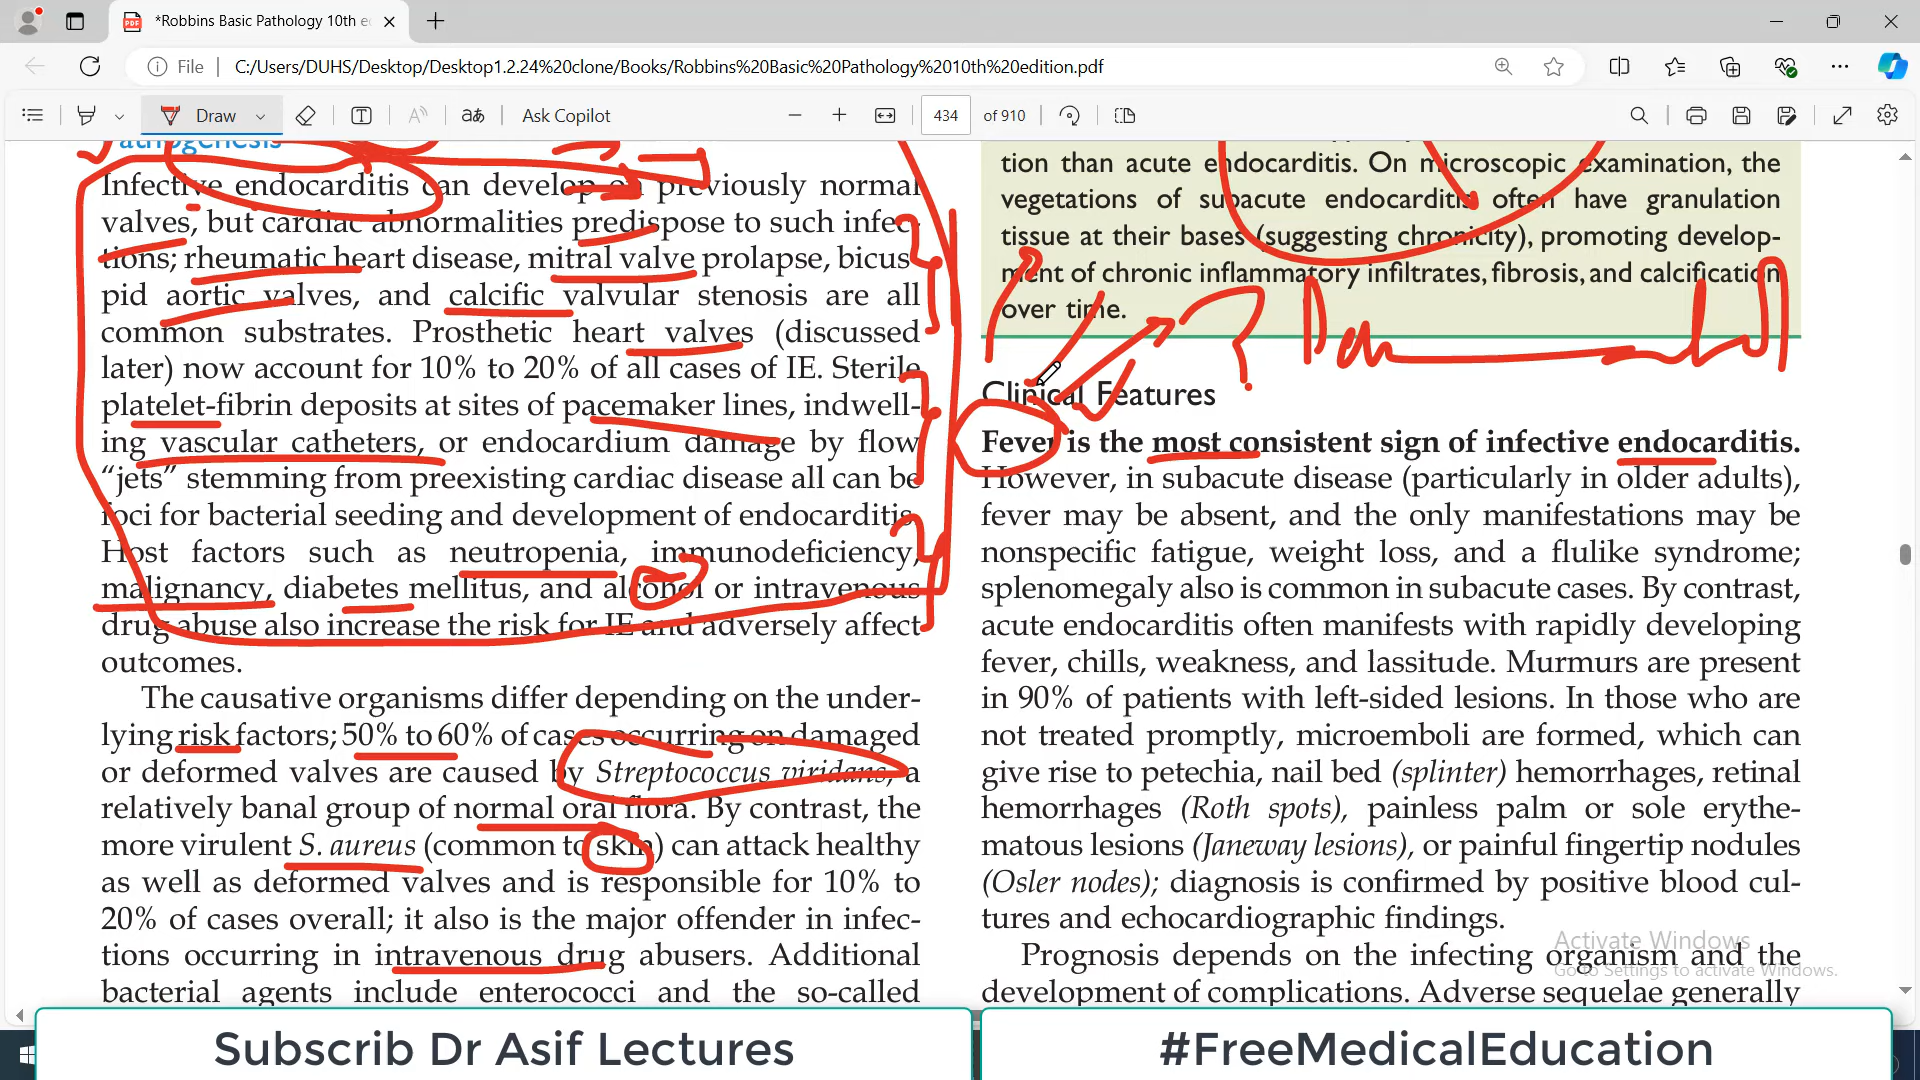 *Robbins Basic Pathology 10th e
File
C:/Users/DUHS/Desktop/Desktop1.2.24%20clone/Books/Robbins%20Basic%20Pathology%2010th%20edition.pdf
Draw
aあ
Ask Copilot
434
of 910
athogenesis
Infective endocarditis can develop on previously normal
valves, but cardiac abnormalities predispose to such infec-
tions; rheumatic heart disease, mitral valve prolapse, bicus-
pid aortic valves, and calcific valvular stenosis are all
common substrates. Prosthetic heart valves (discussed
later) now account for 10% to 20% of all cases of IE. Sterile
platelet-fibrin deposits at sites of pacemaker lines, indwell-
ing vascular catheters, or endocardium damage by flow
“jets” stemming from preexisting cardiac disease all can be
foci for bacterial seeding and development of endocarditis.
Host factors such as neutropenia, immunodeficiency,
malignancy, diabetes mellitus, and alcohol or intravenous
drug abuse also increase the risk for IE and adversely affect
outcomes.
The causative organisms differ depending on the under-
lying risk factors; 50% to 60% of cases occurring on damaged
or deformed valves are caused by Streptococcus viridans, a
relatively banal group of normal oral flora. By contrast, the
more virulent S. aureus (common to skin) can attack healthy
as well as deformed valves and is responsible for 10% to
20% of cases overall; it also is the major offender in infec-
tions occurring in intravenous drug abusers. Additional
bacterial agents include enterococci and the so-called
tion than acute endocarditis. On microscopic examination, the
vegetations of subacute endocarditis often have granulation
tissue at their bases (suggesting chronicity), promoting develop-
ment of chronic inflammatory infiltrates, fibrosis, and calcification
over time.
Clinical Features
Fever is the most consistent sign of infective endocarditis.
However, in subacute disease (particularly in older adults),
fever may be absent, and the only manifestations may be
nonspecific fatigue, weight loss, and a flulike syndrome;
splenomegaly also is common in subacute cases. By contrast,
acute endocarditis often manifests with rapidly developing
fever, chills, weakness, and lassitude. Murmurs are present
in 90% of patients with left-sided lesions. In those who are
not treated promptly, microemboli are formed, which can
give rise to petechia, nail bed (splinter) hemorrhages, retinal
hemorrhages (Roth spots), painless palm or sole erythe-
matous lesions (Janeway lesions), or painful fingertip nodules
(Osler nodes); diagnosis is confirmed by positive blood cul-
tures and echocardiographic findings.
Prognosis depends on the infecting organism and the
development of complications. Adverse sequelae generally
Activate Windows
Go to Settings to activate Windows.
Subscrib Dr Asif Lectures
#FreeMedicalEducation